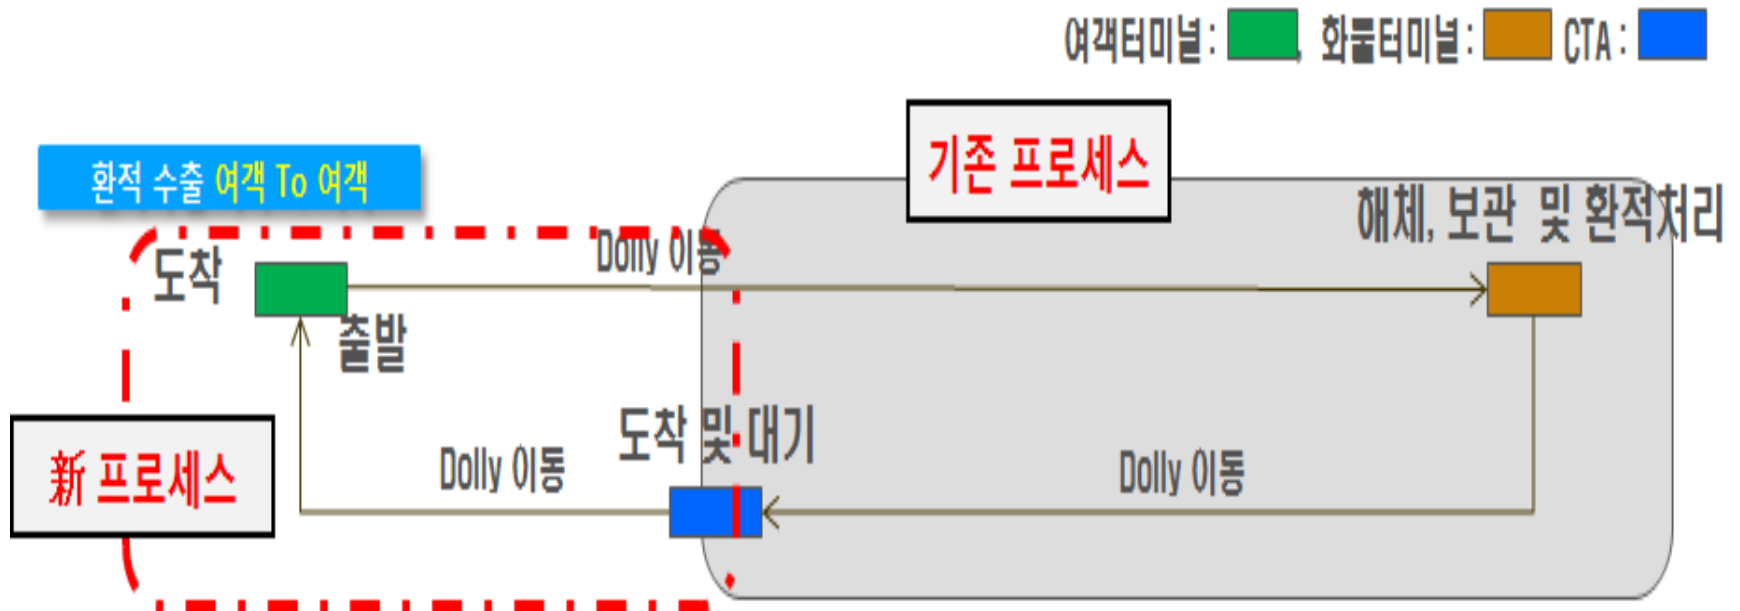 여객터미널 : , 화물터미널 : CTA :
기존 프로세스
환적 수출 여객 To 여객
해체, 보관 및 환적처리
Dolly 이동
도착
출발
도착 및 대기
Dolly 이동
Dolly 이동
新 프로세스